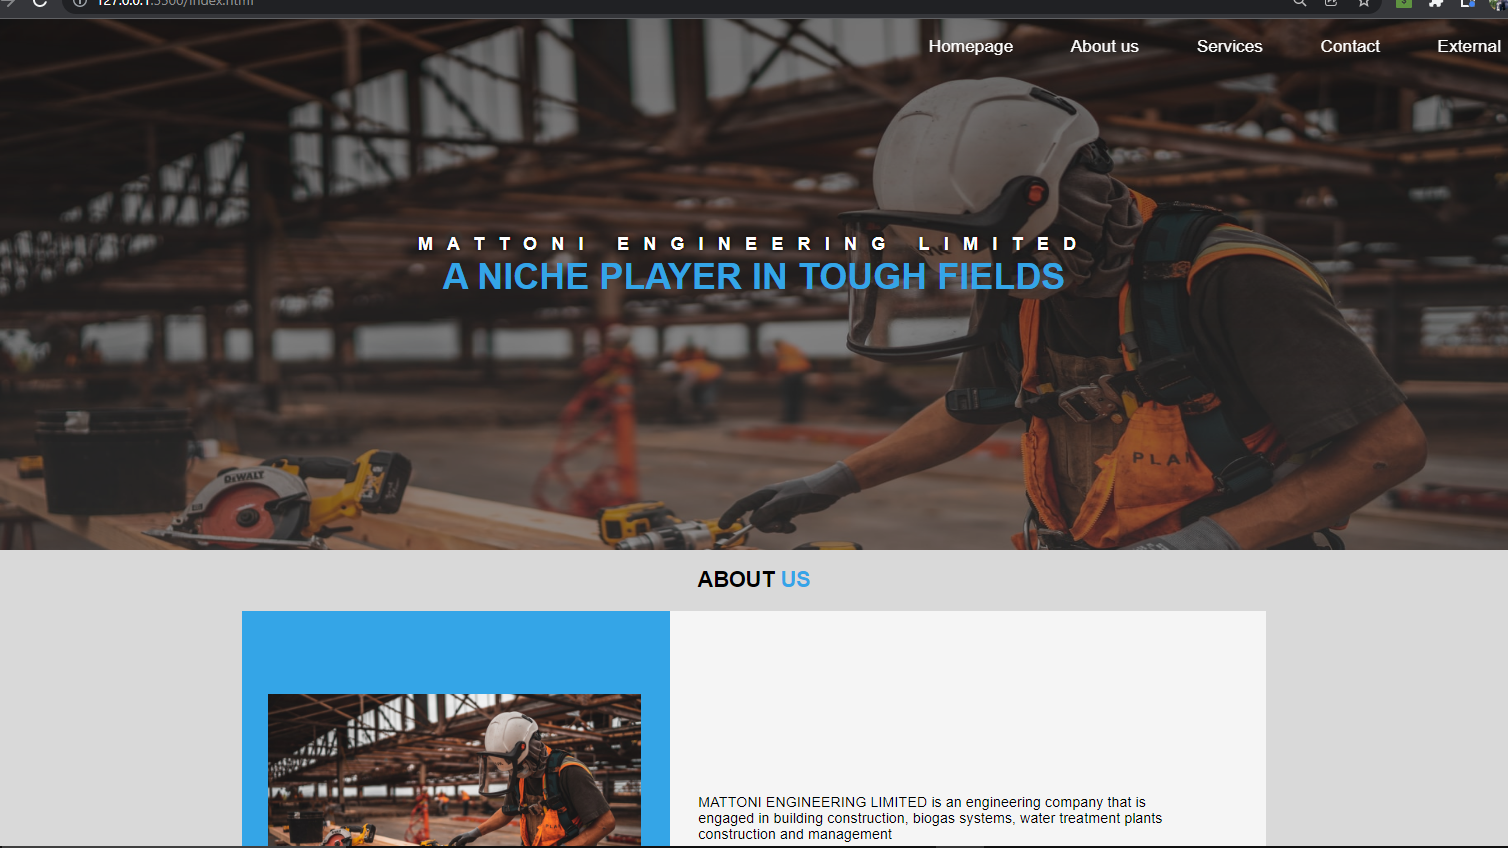 127.0.0.1:5500/index.html
Homepage About us Services Contact External
MATTONI ENGINEERING LIMITED
A NICHE PLAYER IN TOUGH FIELDS
DEWALT
PLAN
ABOUT US
MATTONI ENGINEERING LIMITED is an engineering company that is
engaged in building construction, biogas systems, water treatment plants
construction and management